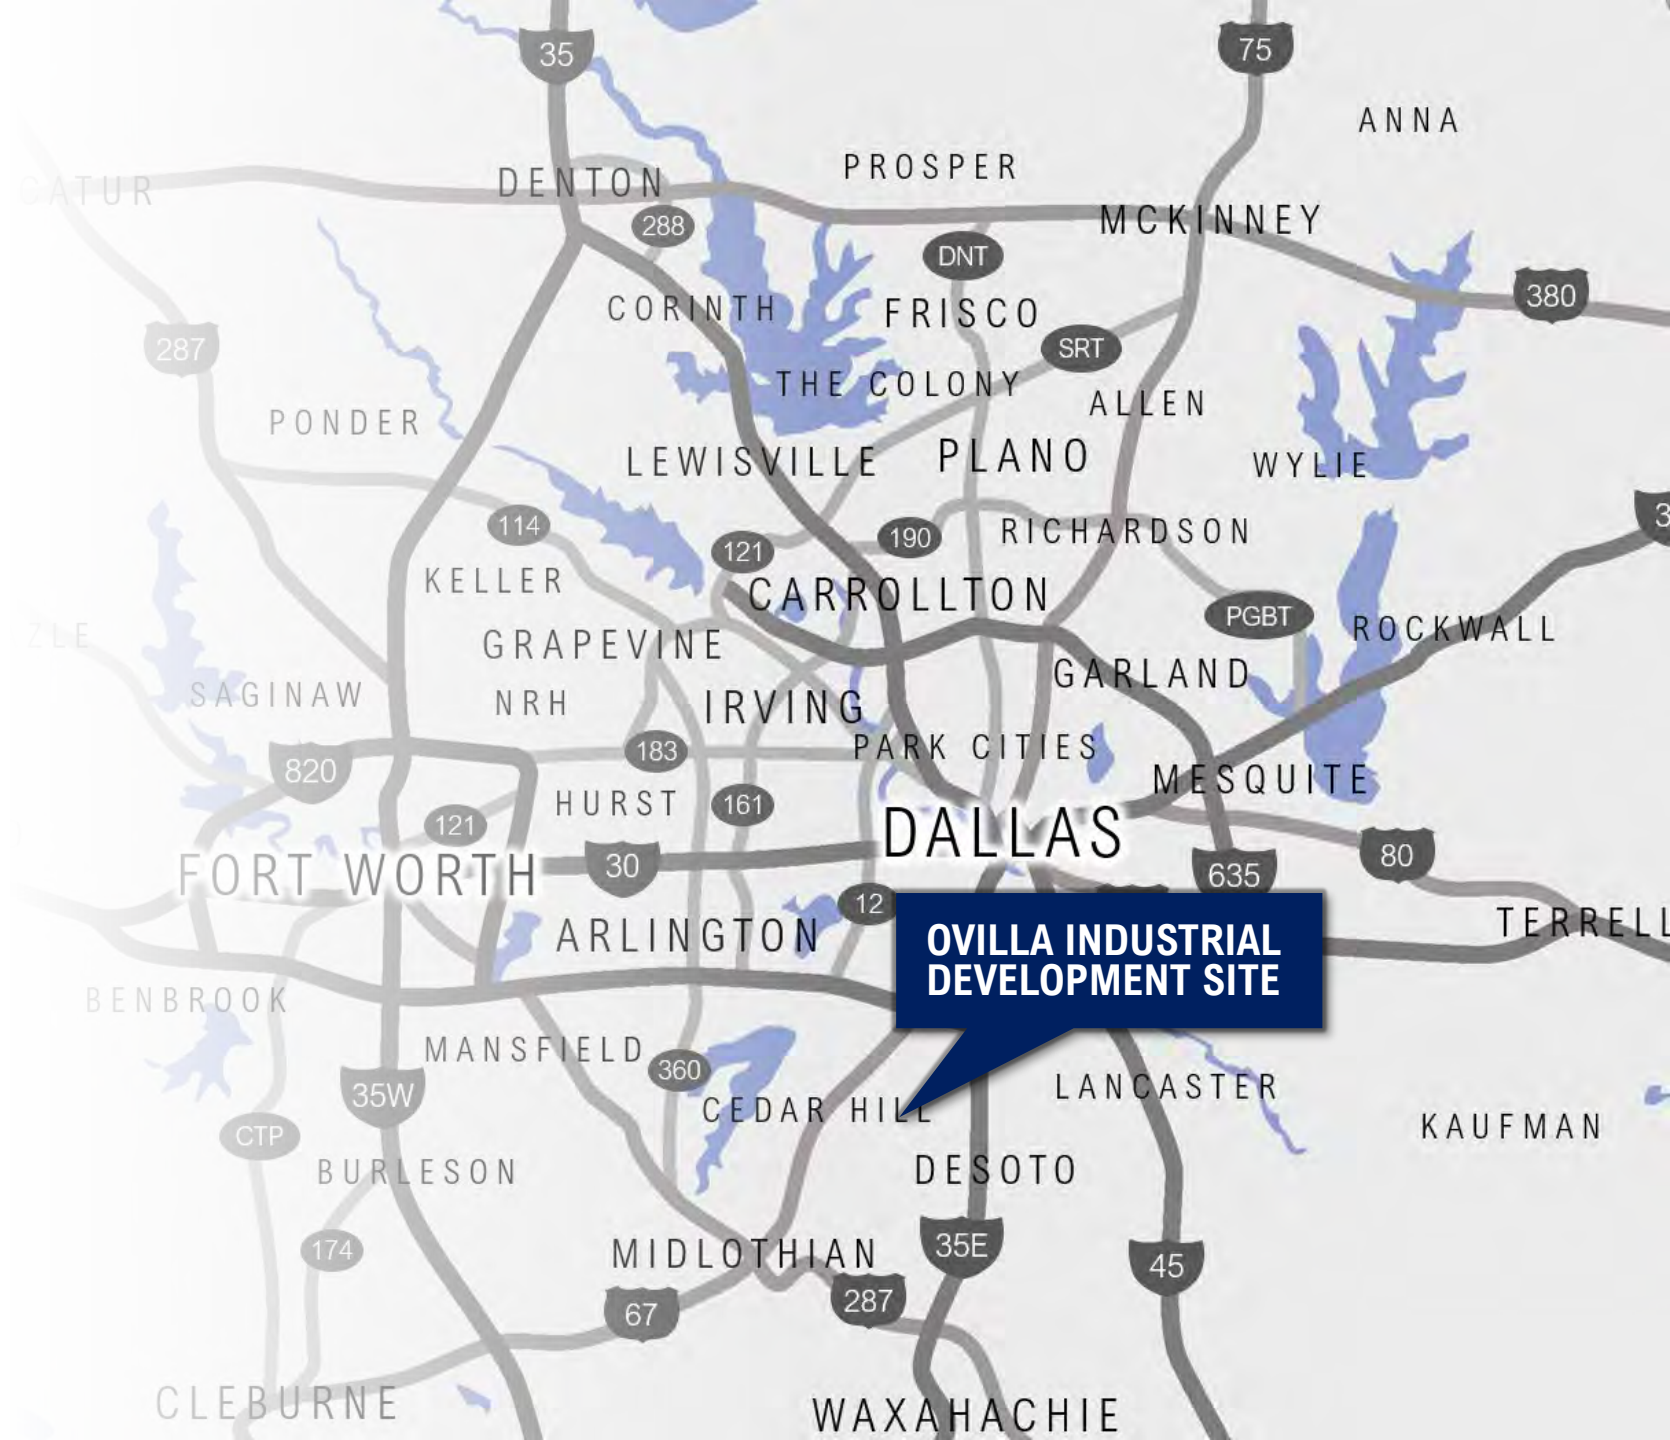 35
75
ANNA
PROSPER
CATUR
DENTON
MCKINNEY
288
DNT
380
CORINTH
FRISCO
287
SRT
THE COLONY
ALLEN
PONDER
LEWISVILLE
PLANO
WYLIE
114
121
190
RICHARDSON
3
KELLER
CARROLLTON
PGBT
ROCKWALL
ZLE
GRAPEVINE
GARLAND
SAGINAW
NRH
IRVING
183
PARK CITIES
820
MESQUITE
HURST
161
121
DALLAS
FORT WORTH
30
635
80
12
ARLINGTON
TERRELL
OVILLA INDUSTRIAL
DEVELOPMENT SITE
BENBROOK
MANSFIELD
360
35W
CEDAR HILL
LANCASTER
CTP
KAUFMAN
BURLESON
DESOTO
174
MIDLOTHIAN
35E
45
67
287
CLEBURNE
WAXAHACHIE